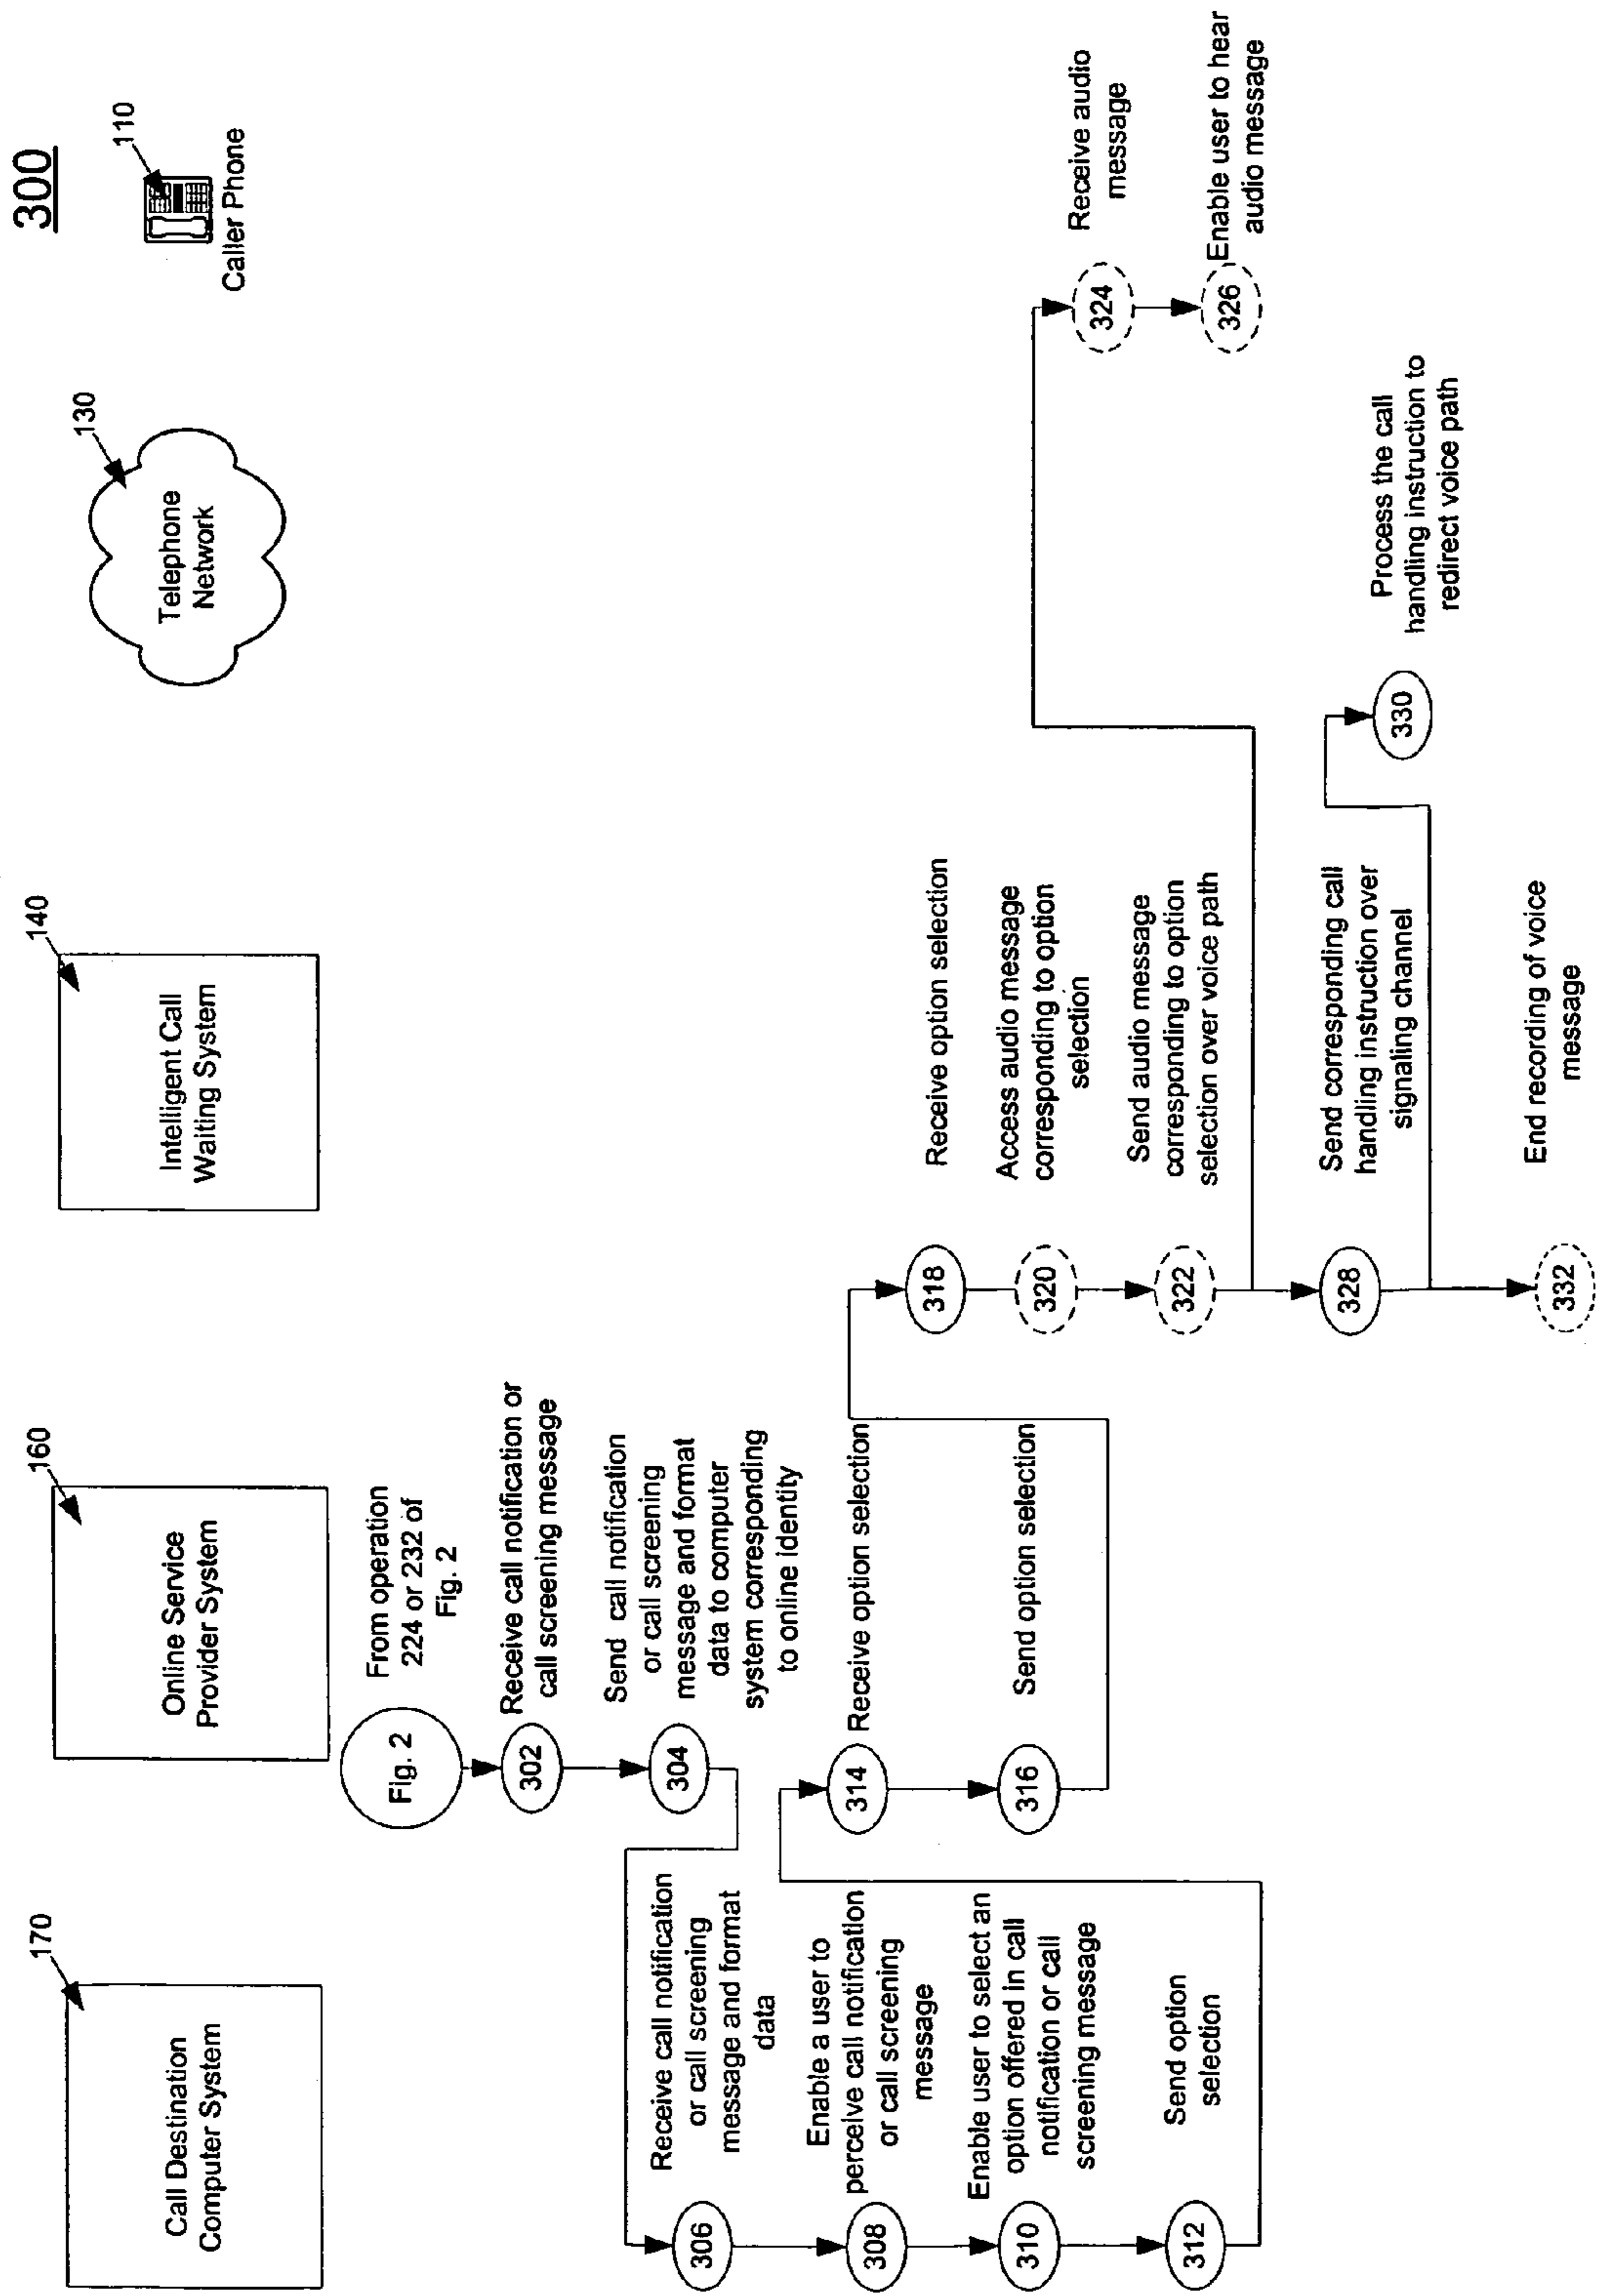 300
170
Call Destination
Computer System
160
Online Service
Provider System
140
Intelligent Call
Waiting System
130
Telephone
Network
110
Caller Phone
Fig. 2
From operation
224 or 232 of
Fig. 2
302
Receive call notification or
call screening message
304
Send call notification
or call screening
message and format
data to computer
system corresponding
to online identity
306
Receive call notification
or call screening
message and format
data
308
Enable a user to
perceive call notification
or call screening
message
310
Enable user to select an
option offered in call
notification or call
screening message
312
Send option
selection
314
Receive option selection
316
Send option selection
318
Receive option selection
320
Access audio message
corresponding to option
selection
322
Send audio message
corresponding to option
selection over voice path
324
Receive audio
message
326
Enable user to hear
audio message
328
Send corresponding call
handling instruction over
signaling channel
330
Process the call
handling instruction to
redirect voice path
332
End recording of voice
message